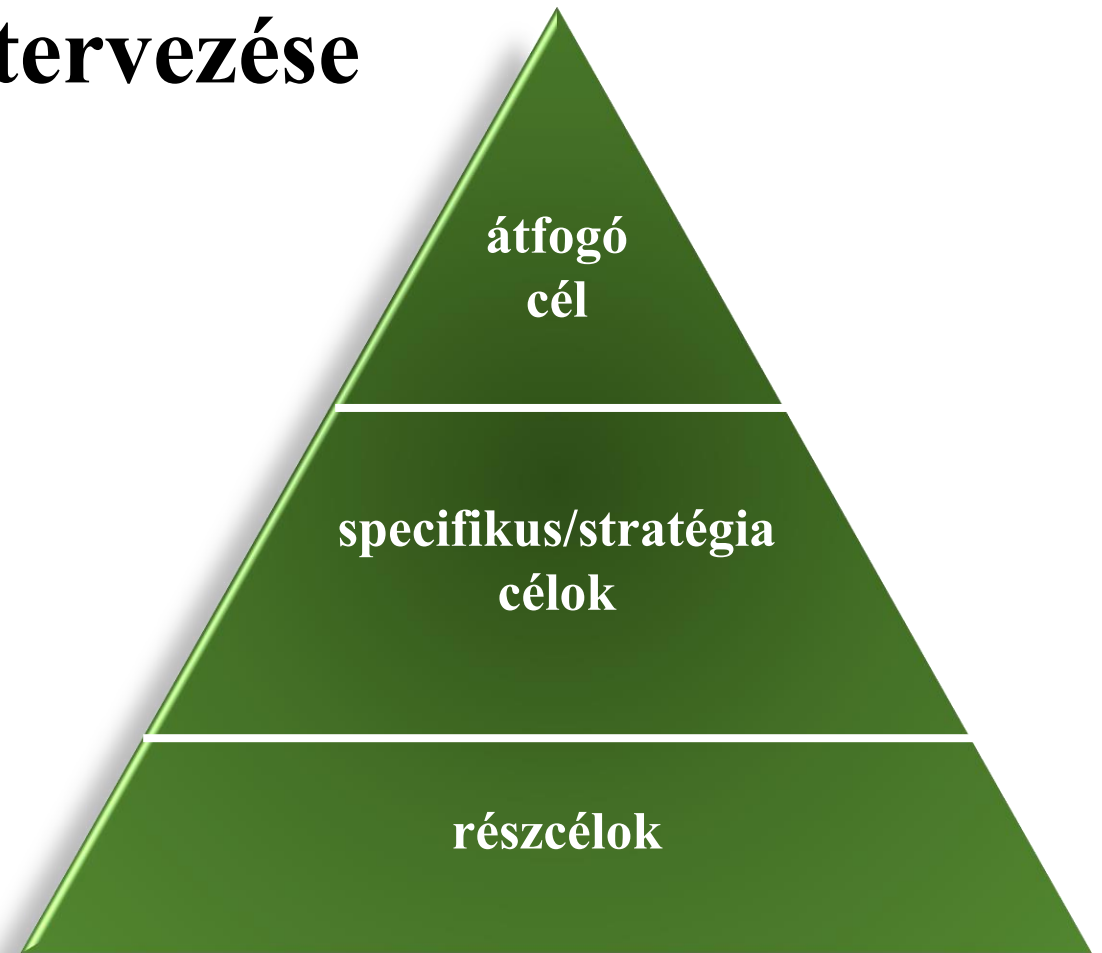 tervezése
átfogó
cél
specifikus/stratégia
célok
részcélok